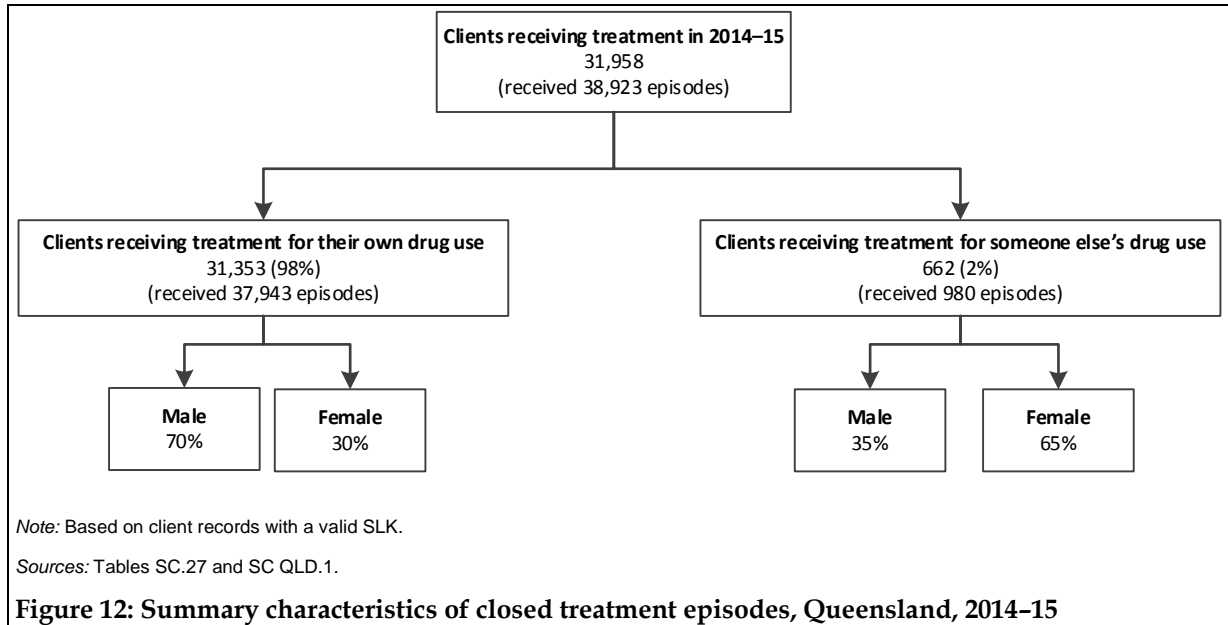 Clients receiving treatment in 2014–15
31,958
(received 38,923 episodes)
Clients receiving treatment for their own drug use
31,353 (98%)
(received 37,943 episodes)
Clients receiving treatment for someone else’s drug use
662 (2%)
(received 980 episodes)
Male
70%
Female
30%
Male
35%
Female
65%
Note: Based on client records with a valid SLK.
Sources: Tables SC.27 and SC QLD.1.
Figure 12: Summary characteristics of closed treatment episodes, Queensland, 2014–15